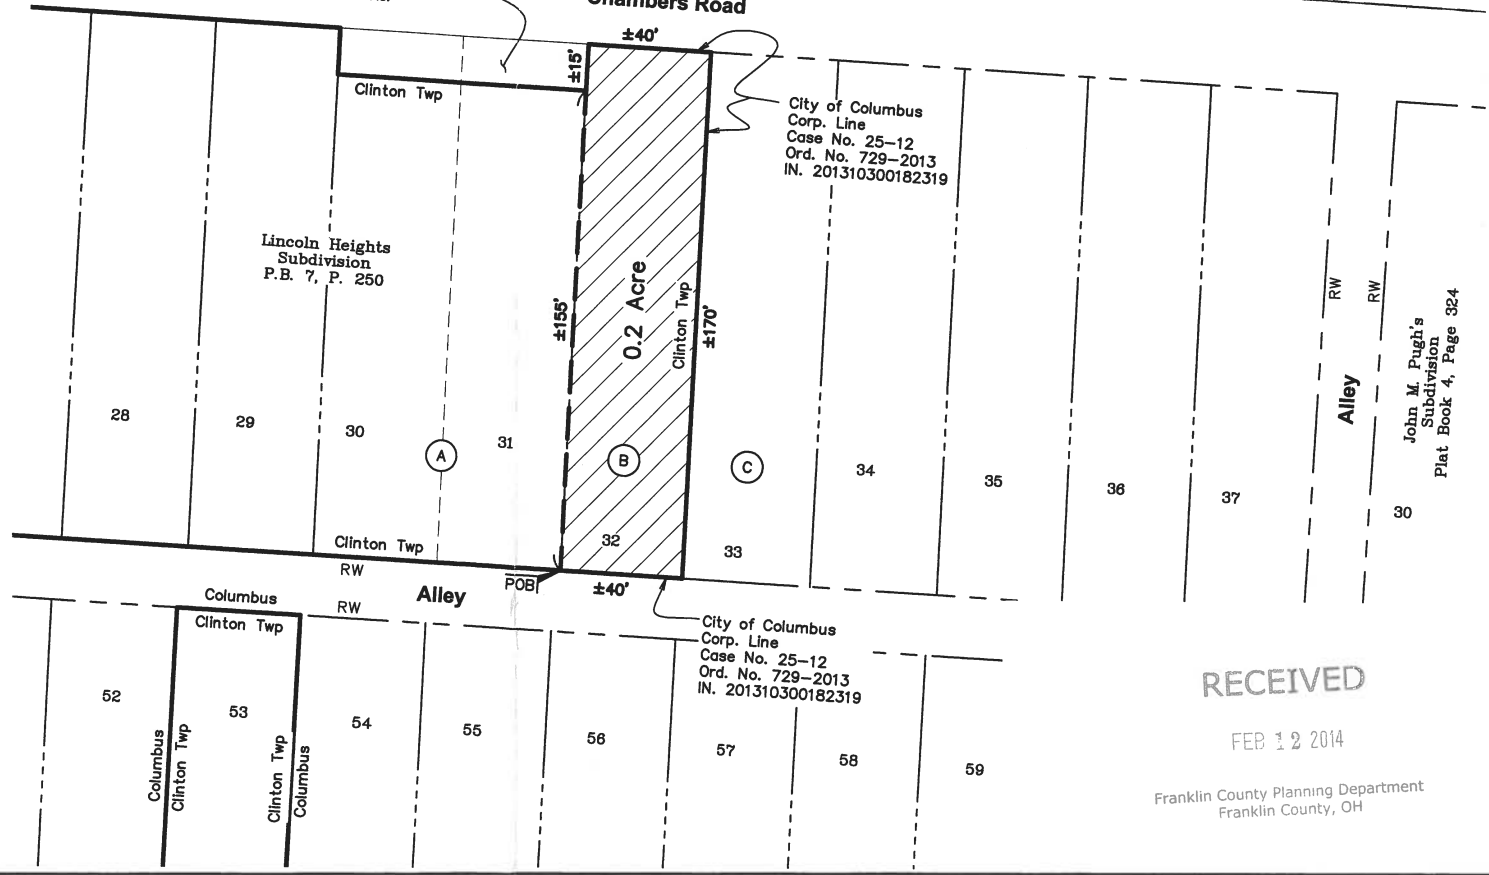 Chambers Road
±40'
±15'
Clinton Twp
City of Columbus
Corp. Line
Case No. 25-12
Ord. No. 729-2013
IN. 201310300182319
Lincoln Heights
Subdivision
P.B. 7, P. 250
±155'
0.2 Acre
Clinton Twp
±170'
RW
RW
Alley
John M. Pugh's
Subdivision
Plat Book 4, Page 324
28
29
30
A
31
B
C
34
35
36
37
30
32
33
Clinton Twp
RW
Alley
POB
±40'
Columbus
RW
Clinton Twp
City of Columbus
Corp. Line
Case No. 25-12
Ord. No. 729-2013
IN. 201310300182319
52
53
54
55
56
57
58
59
Columbus
Clinton Twp
Clinton Twp
Columbus
RECEIVED
FEB 12 2014
Franklin County Planning Department
Franklin County, OH